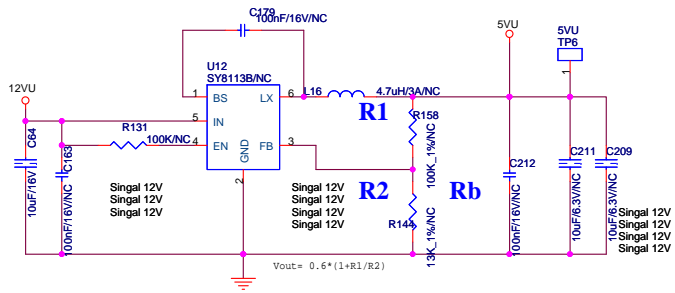 C179
100nF/16V/NC
5VU
5VU
TP6
1
U12
SY8113B/NC
12VU
1
BS
LX
6
L16
4.7uH/3A/NC
R1
5
IN
R158
100K_1%/NC
C64
10uF/16V
C163
100nF/16V/NC
R131
100K/NC
4
EN
GND
FB
3
2
C212
100nF/16V/NC
C211
10uF/6.3V/NC
C209
10uF/6.3V/NC
R2
Rb
R144
13K_1%/NC
Singal 12V
Singal 12V
Singal 12V
Singal 12V
Singal 12V
Singal 12V
Singal 12V
Singal 12V
Singal 12V
Singal 12V
Singal 12V
Singal 12V
Vout= 0.6*(1+R1/R2)